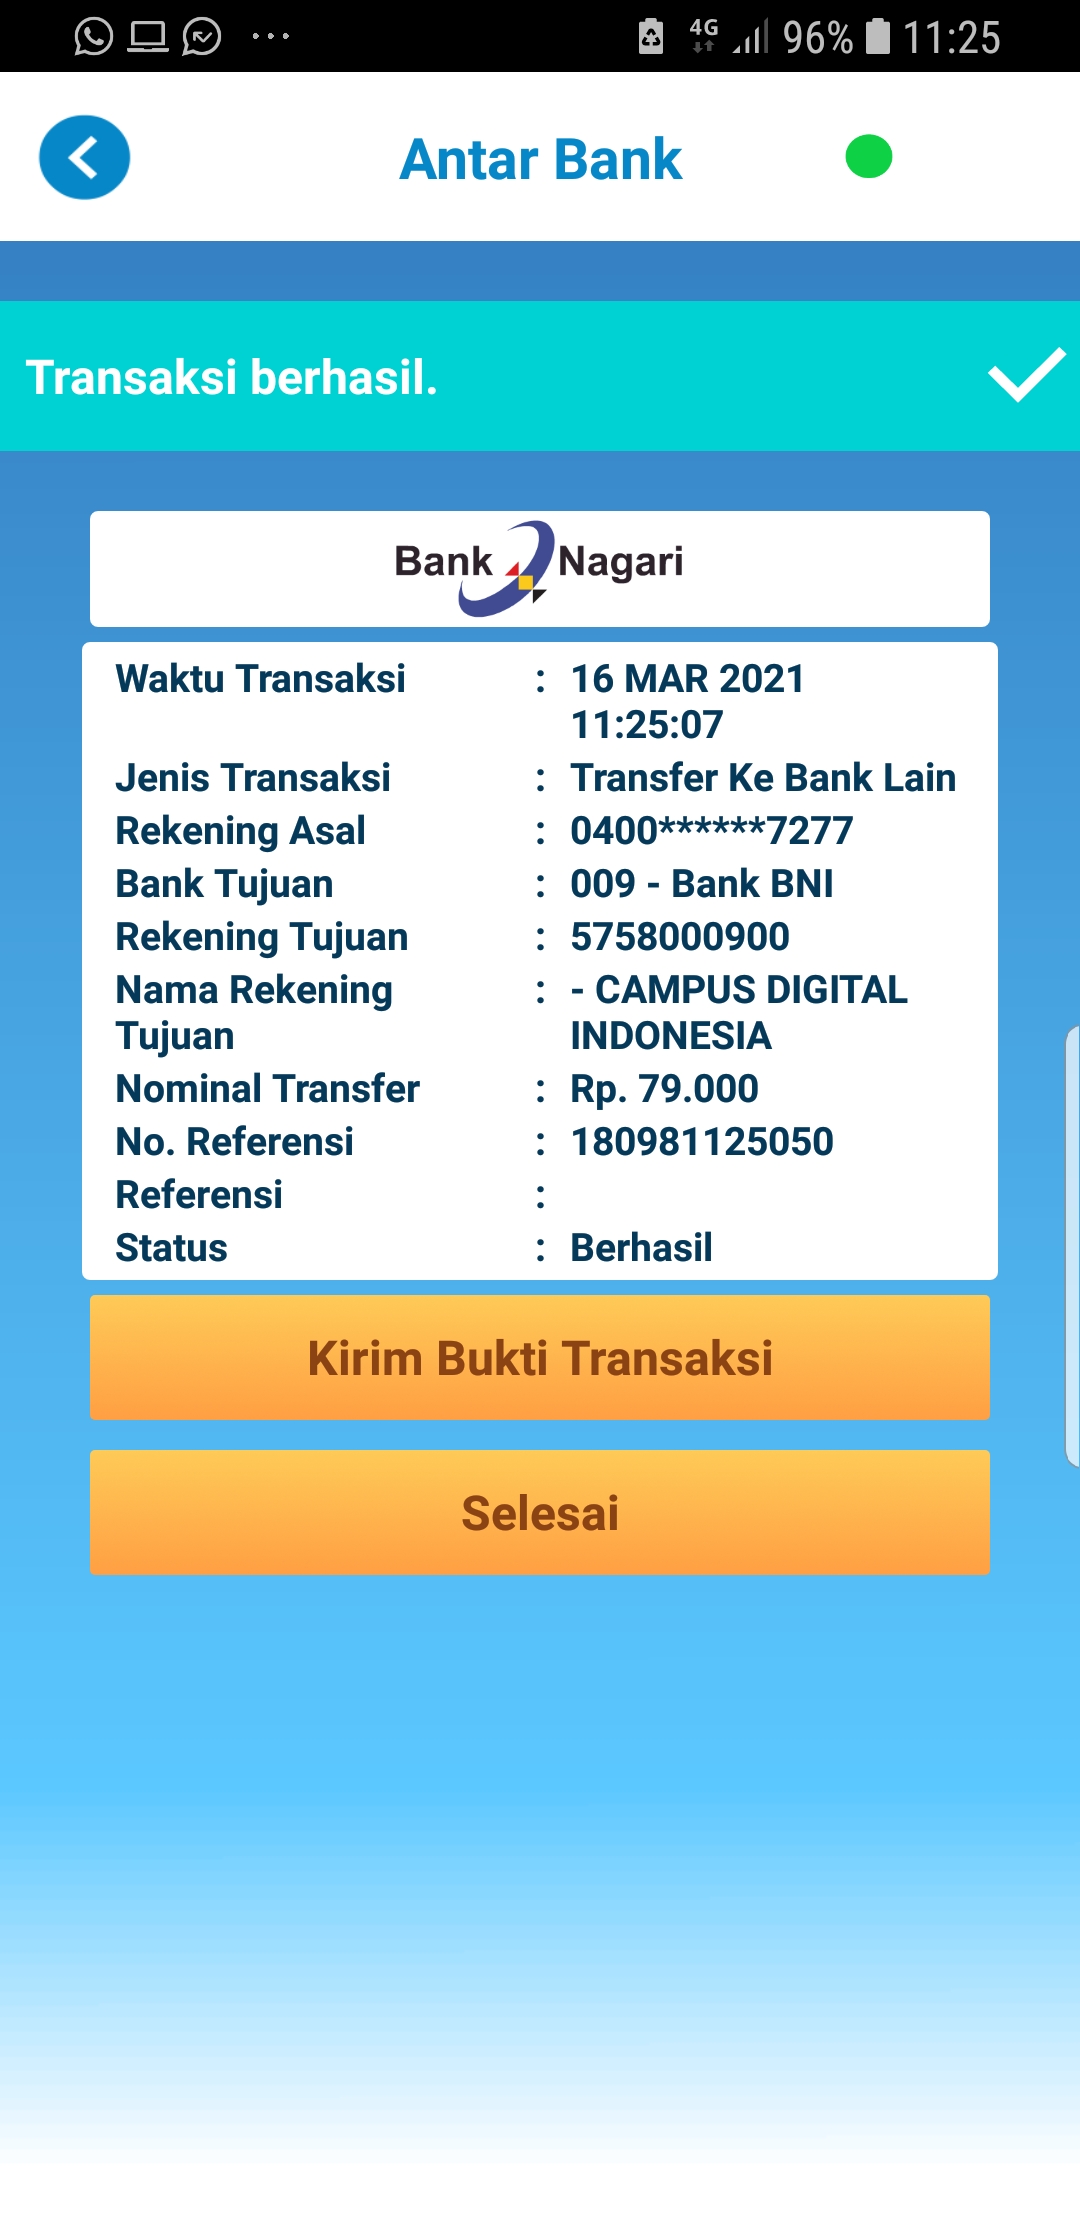 4G 96% 11:25
Antar Bank
Transaksi berhasil.
Bank Nagari
Waktu Transaksi : 16 MAR 2021
11:25:07
Jenis Transaksi : Transfer Ke Bank Lain
Rekening Asal : 0400******7277
Bank Tujuan : 009 - Bank BNI
Rekening Tujuan : 5758000900
Nama Rekening : - CAMPUS DIGITAL
Tujuan INDONESIA
Nominal Transfer : Rp. 79.000
No. Referensi : 180981125050
Referensi :
Status : Berhasil
Kirim Bukti Transaksi
Selesai